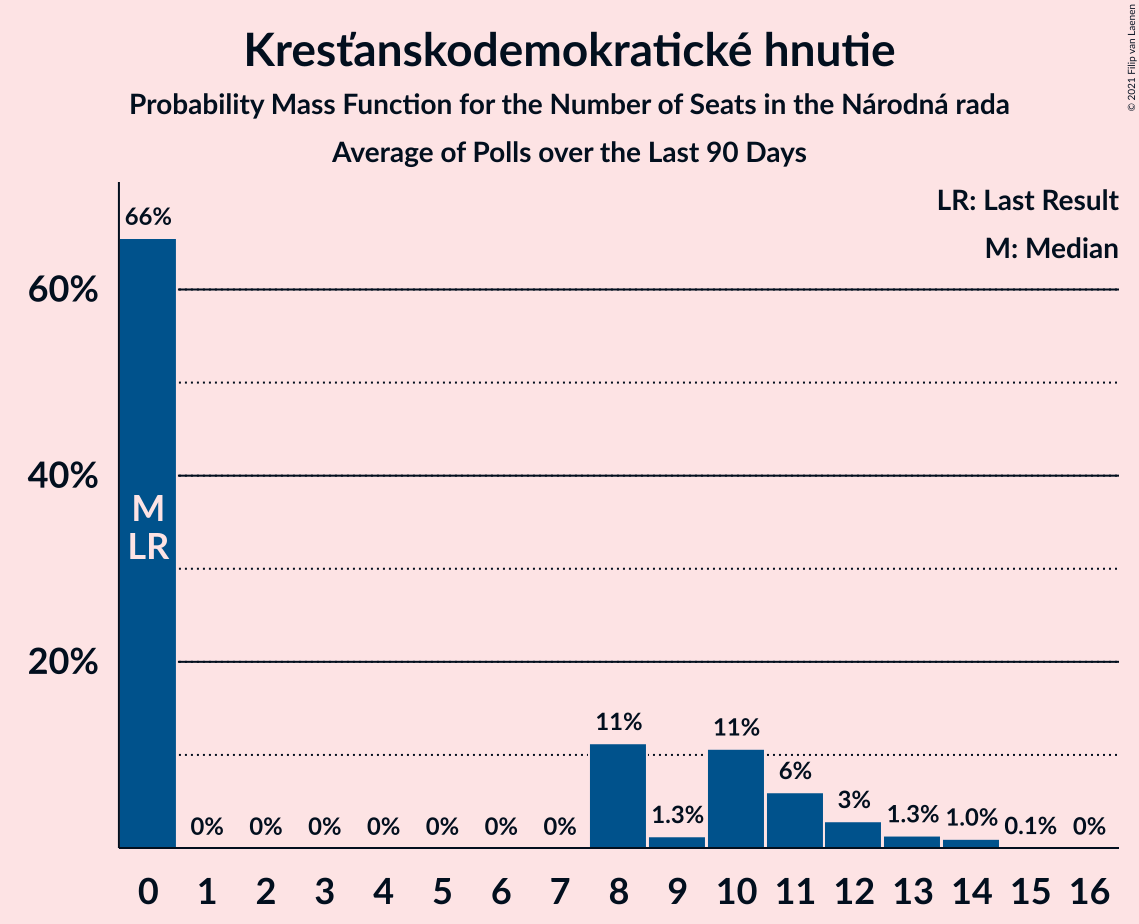 Kresťanskodemokratické hnutie
Probability Mass Function for the Number of Seats in the Národná rada
Average of Polls over the Last 90 Days
© 2021 Filip van Laenen
LR: Last Result
M: Median
60%
40%
20%
66%
M
LR
0%
0%
0%
0%
0%
0%
0%
11%
1.3%
11%
6%
3%
1.3%
1.0%
0.1%
0%
0 1 2 3 4 5 6 7 8 9 10 11 12 13 14 15 16